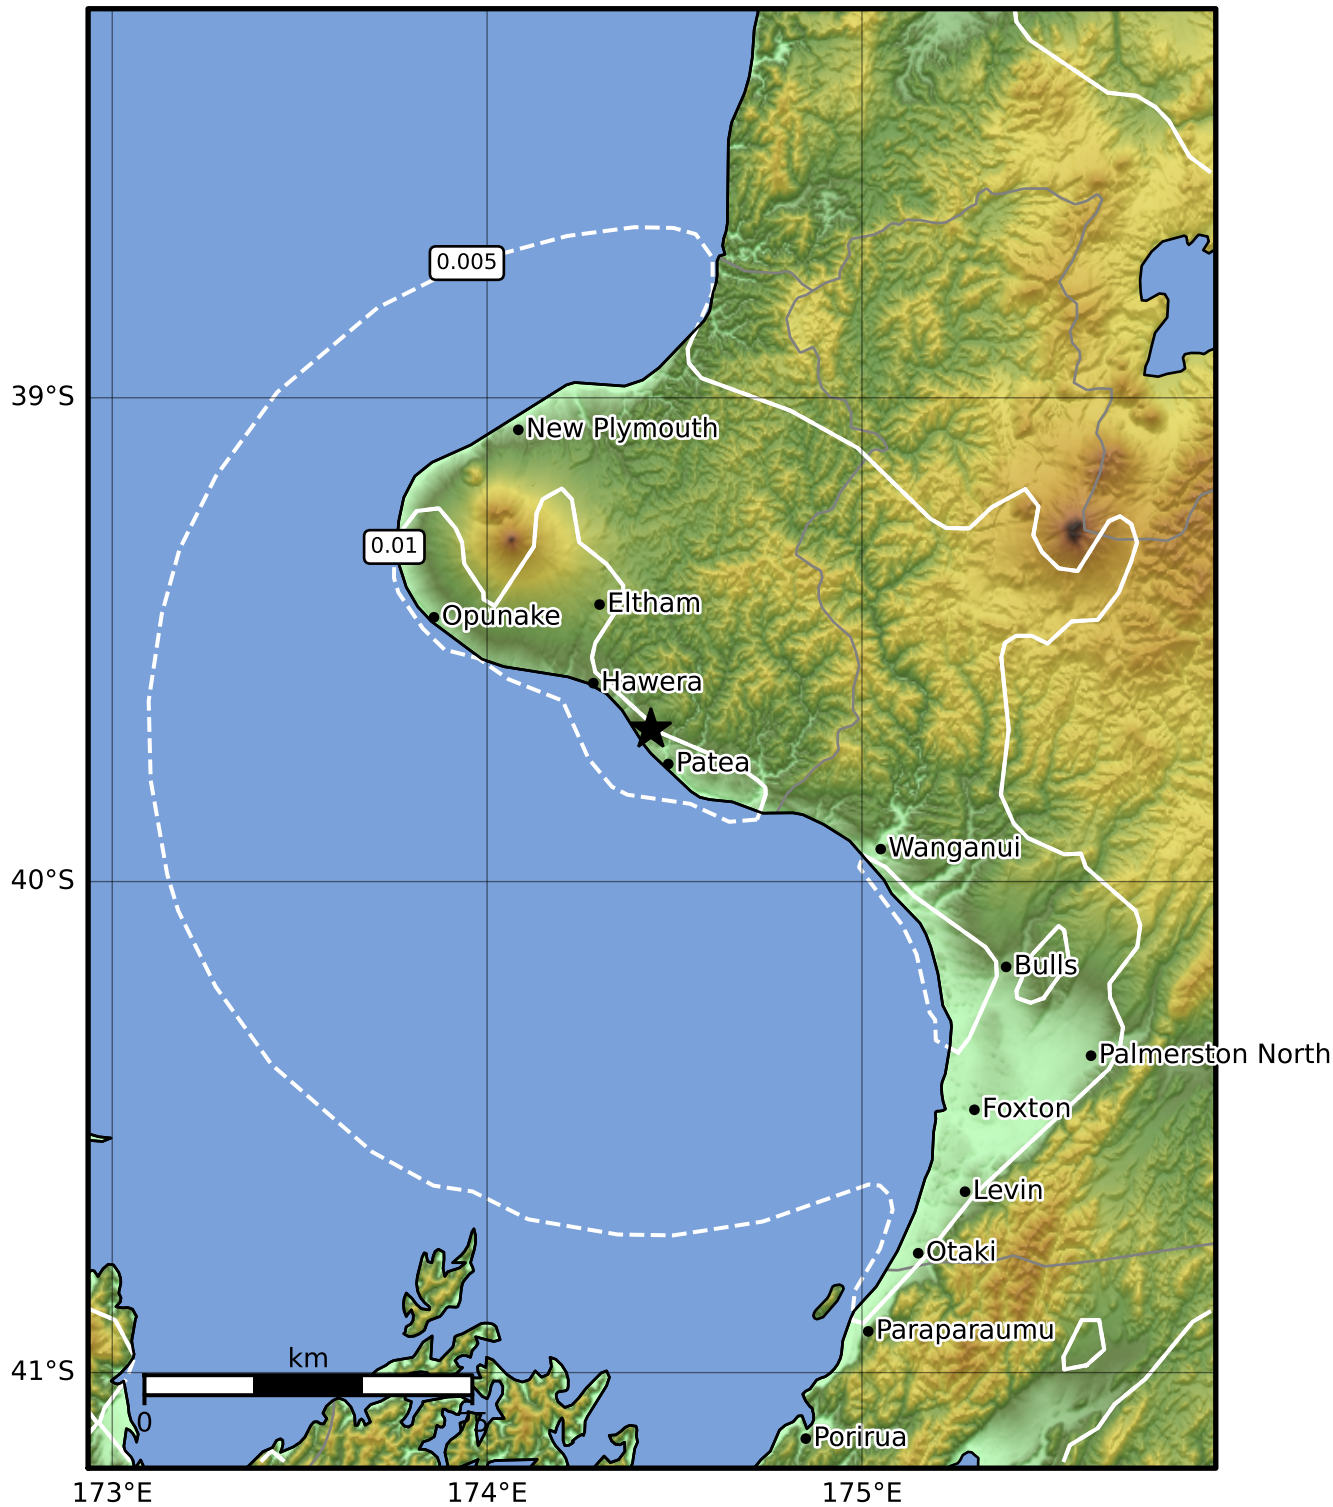 0.005
39°S
New Plymouth
0.01
Eltham
Opunake
Hawera
Patea
Wanganui
40°S
Bulls
Palmerston North
Foxton
Levin
Otaki
Paraparaumu
km
41°S
0
Porirua
173°E
174°E
175°E